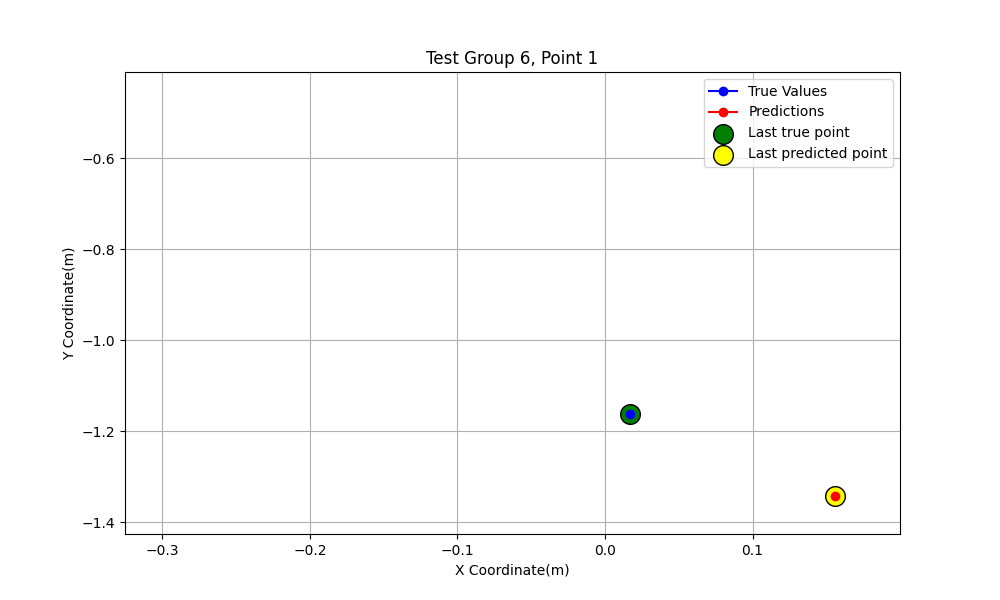 Test Group 6, Point 1
True Values
Predictions
Last true point
Last predicted point
−0.6
−0.8
−1.0
−1.2
−1.4
Y Coordinate(m)
−0.3
−0.2
−0.1
0.0
0.1
X Coordinate(m)